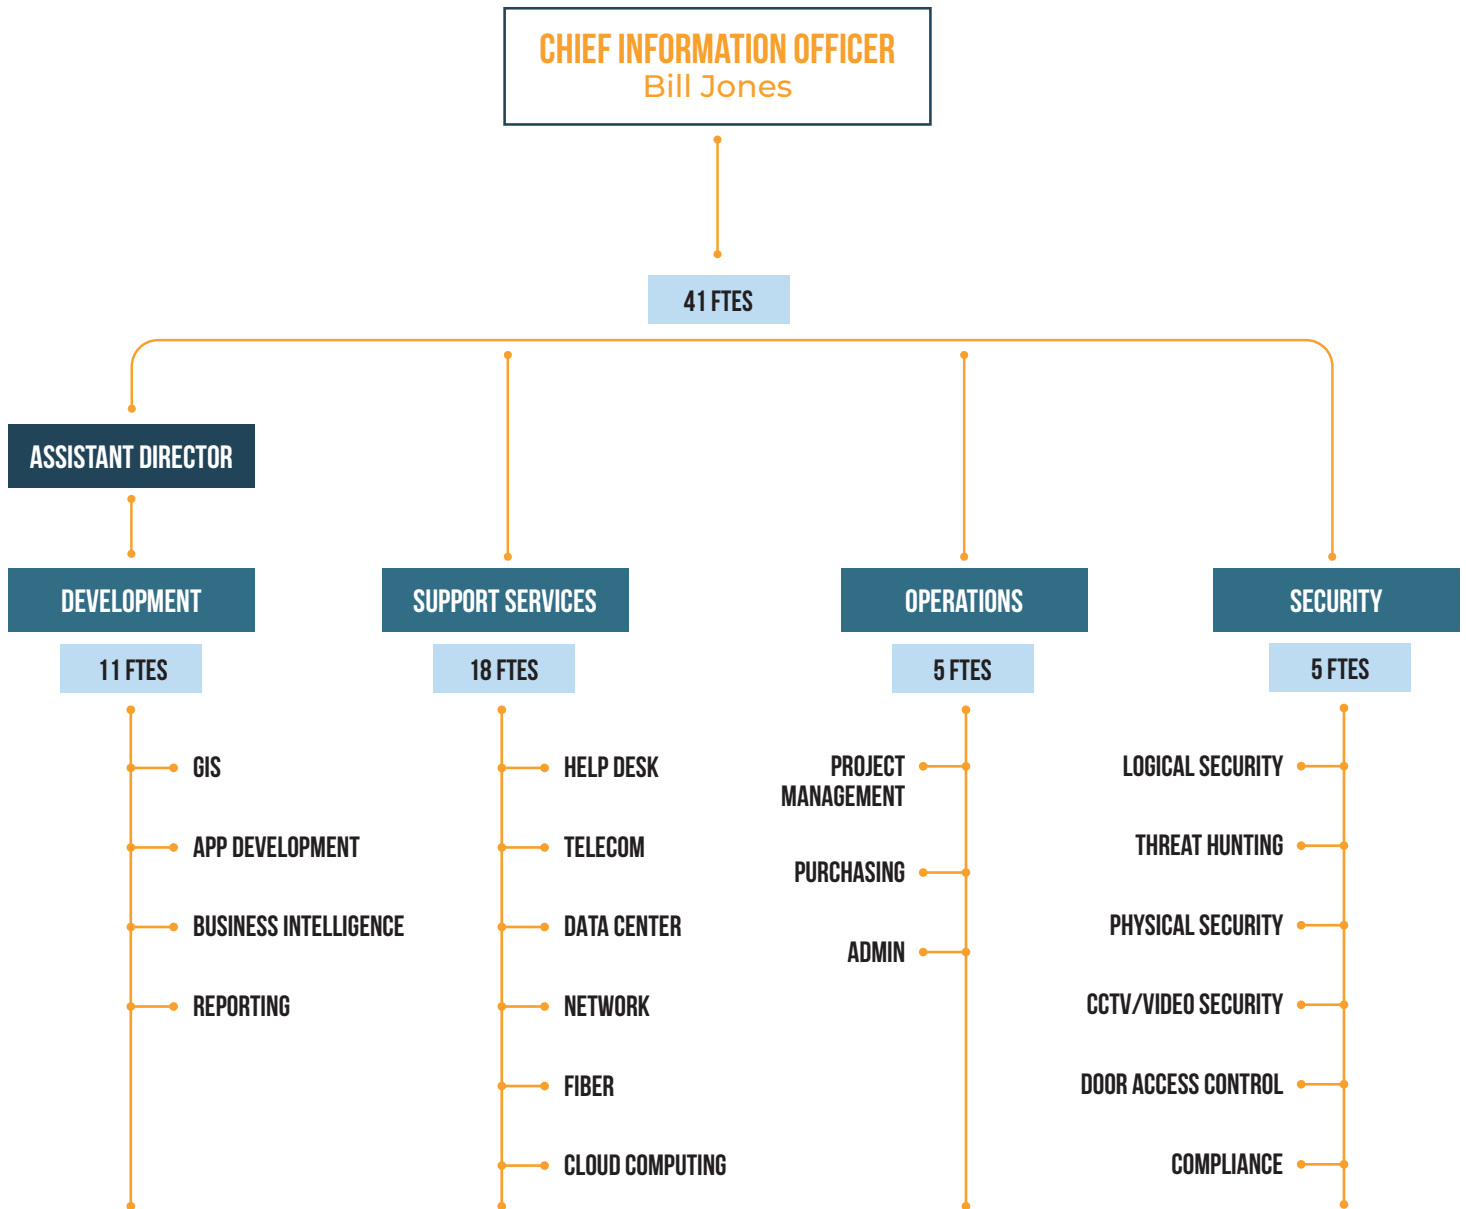 CHIEF INFORMATION OFFICER
Bill Jones
41 FTES
ASSISTANT DIRECTOR
DEVELOPMENT
11 FTES
GIS
APP DEVELOPMENT
BUSINESS INTELLIGENCE
REPORTING
SUPPORT SERVICES
18 FTES
HELP DESK
TELECOM
DATA CENTER
NETWORK
FIBER
CLOUD COMPUTING
OPERATIONS
5 FTES
PROJECT
MANAGEMENT
PURCHASING
ADMIN
SECURITY
5 FTES
LOGICAL SECURITY
THREAT HUNTING
PHYSICAL SECURITY
CCTV/VIDEO SECURITY
DOOR ACCESS CONTROL
COMPLIANCE